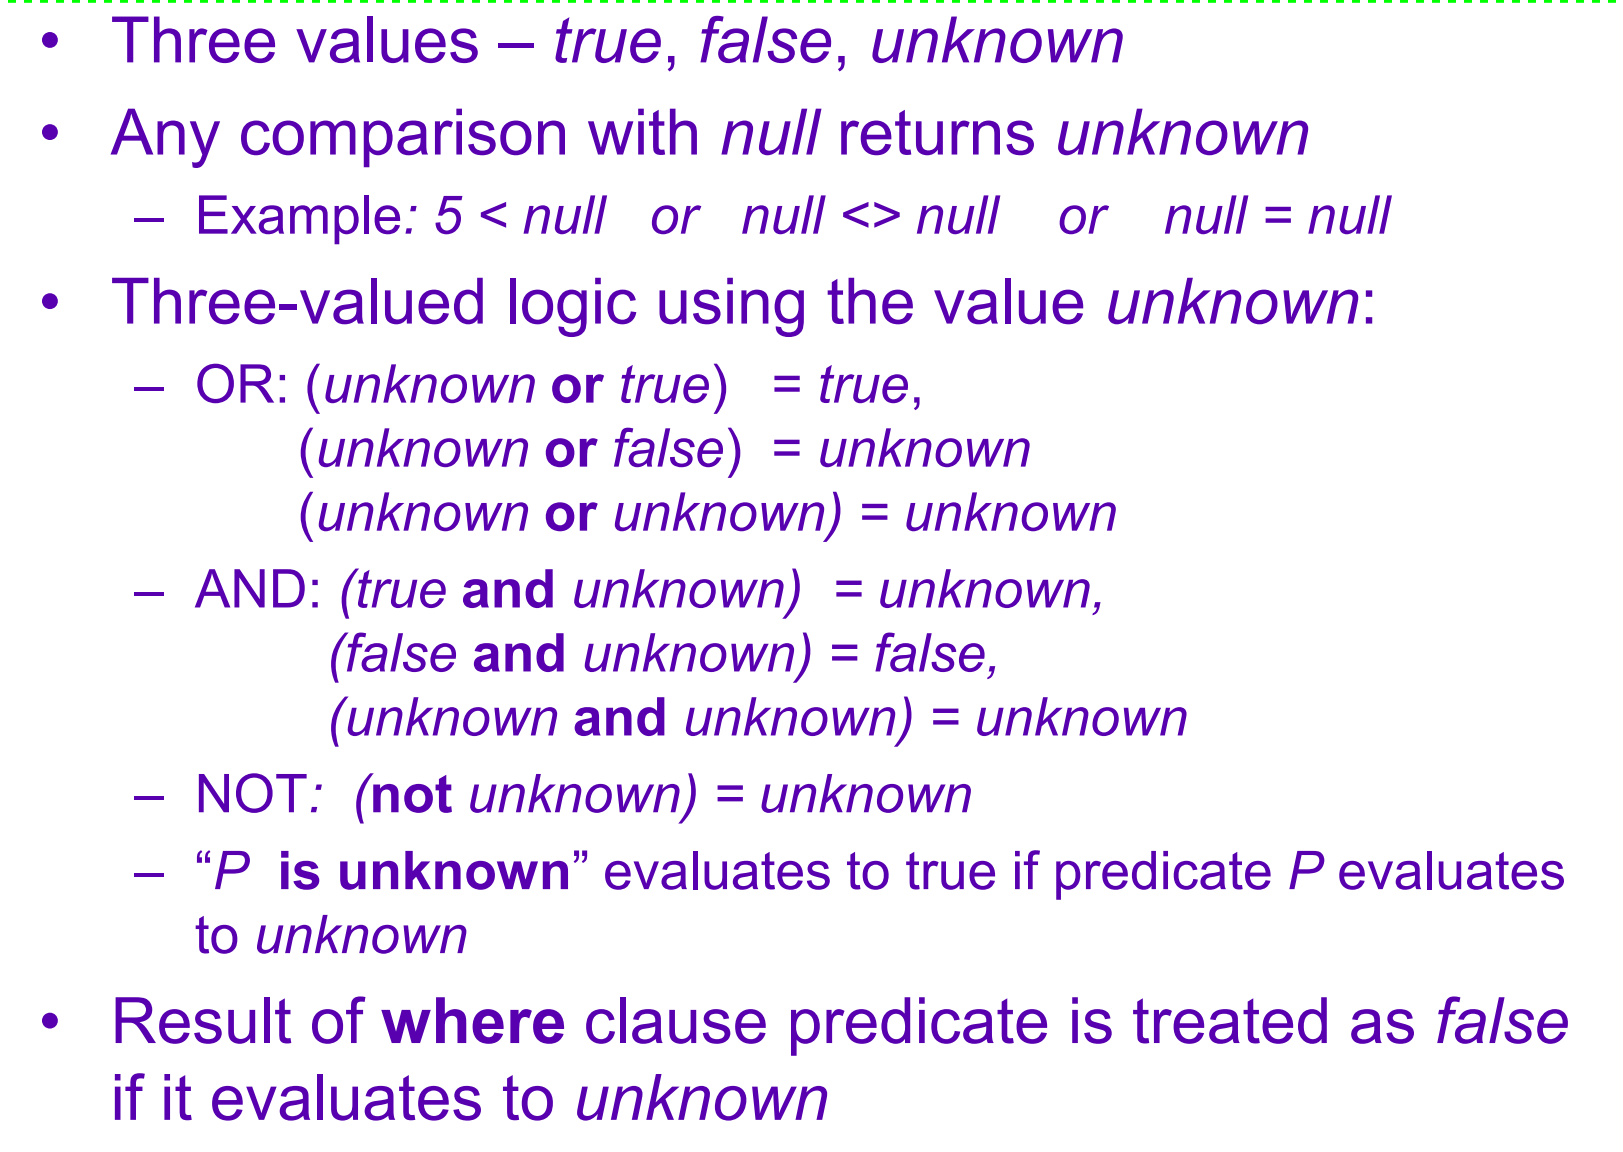 • Three values – true, false, unknown
• Any comparison with null returns unknown
– Example: 5 < null or null <> null or null = null
• Three-valued logic using the value unknown:
– OR: (unknown or true) = true,
(unknown or false) = unknown
(unknown or unknown) = unknown
– AND: (true and unknown) = unknown,
(false and unknown) = false,
(unknown and unknown) = unknown
– NOT: (not unknown) = unknown
– “P is unknown” evaluates to true if predicate P evaluates
to unknown
• Result of where clause predicate is treated as false
if it evaluates to unknown